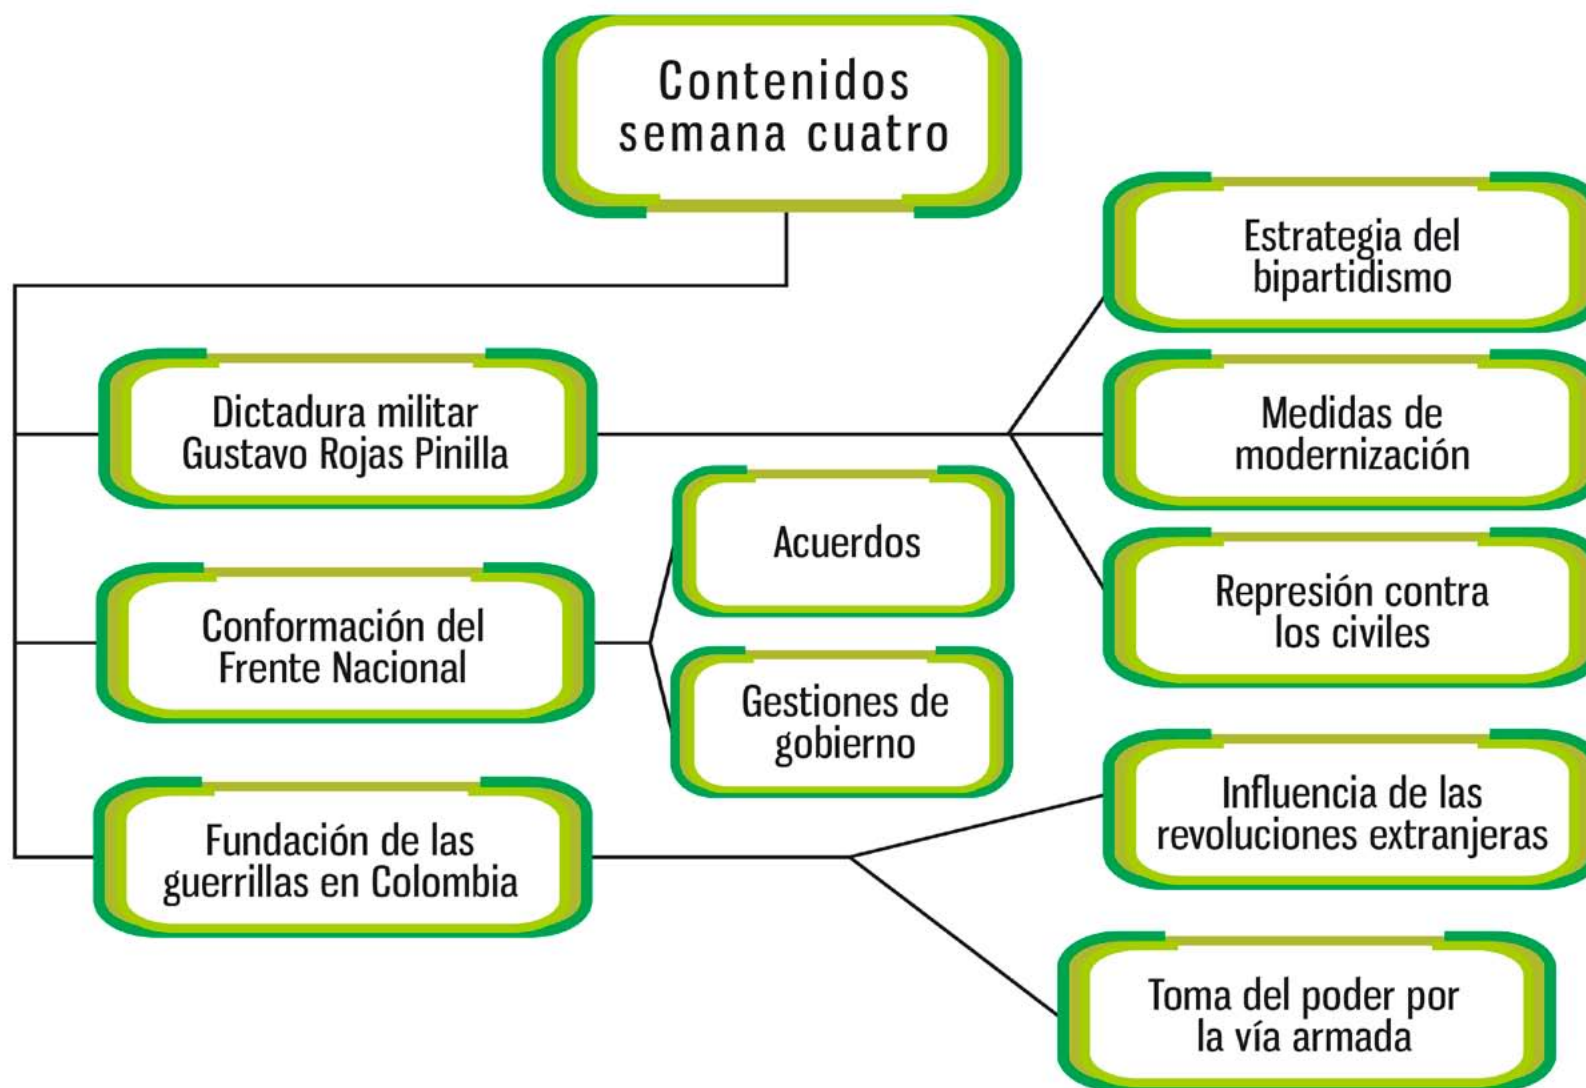 Contenidos
semana cuatro
Dictadura militar
Gustavo Rojas Pinilla
Estrategia del
bipartidismo
Medidas de
modernización
Represión contra
los civiles
Conformación del
Frente Nacional
Acuerdos
Gestiones de
gobierno
Fundación de las
guerrillas en Colombia
Influencia de las
revoluciones extranjeras
Toma del poder por
la vía armada